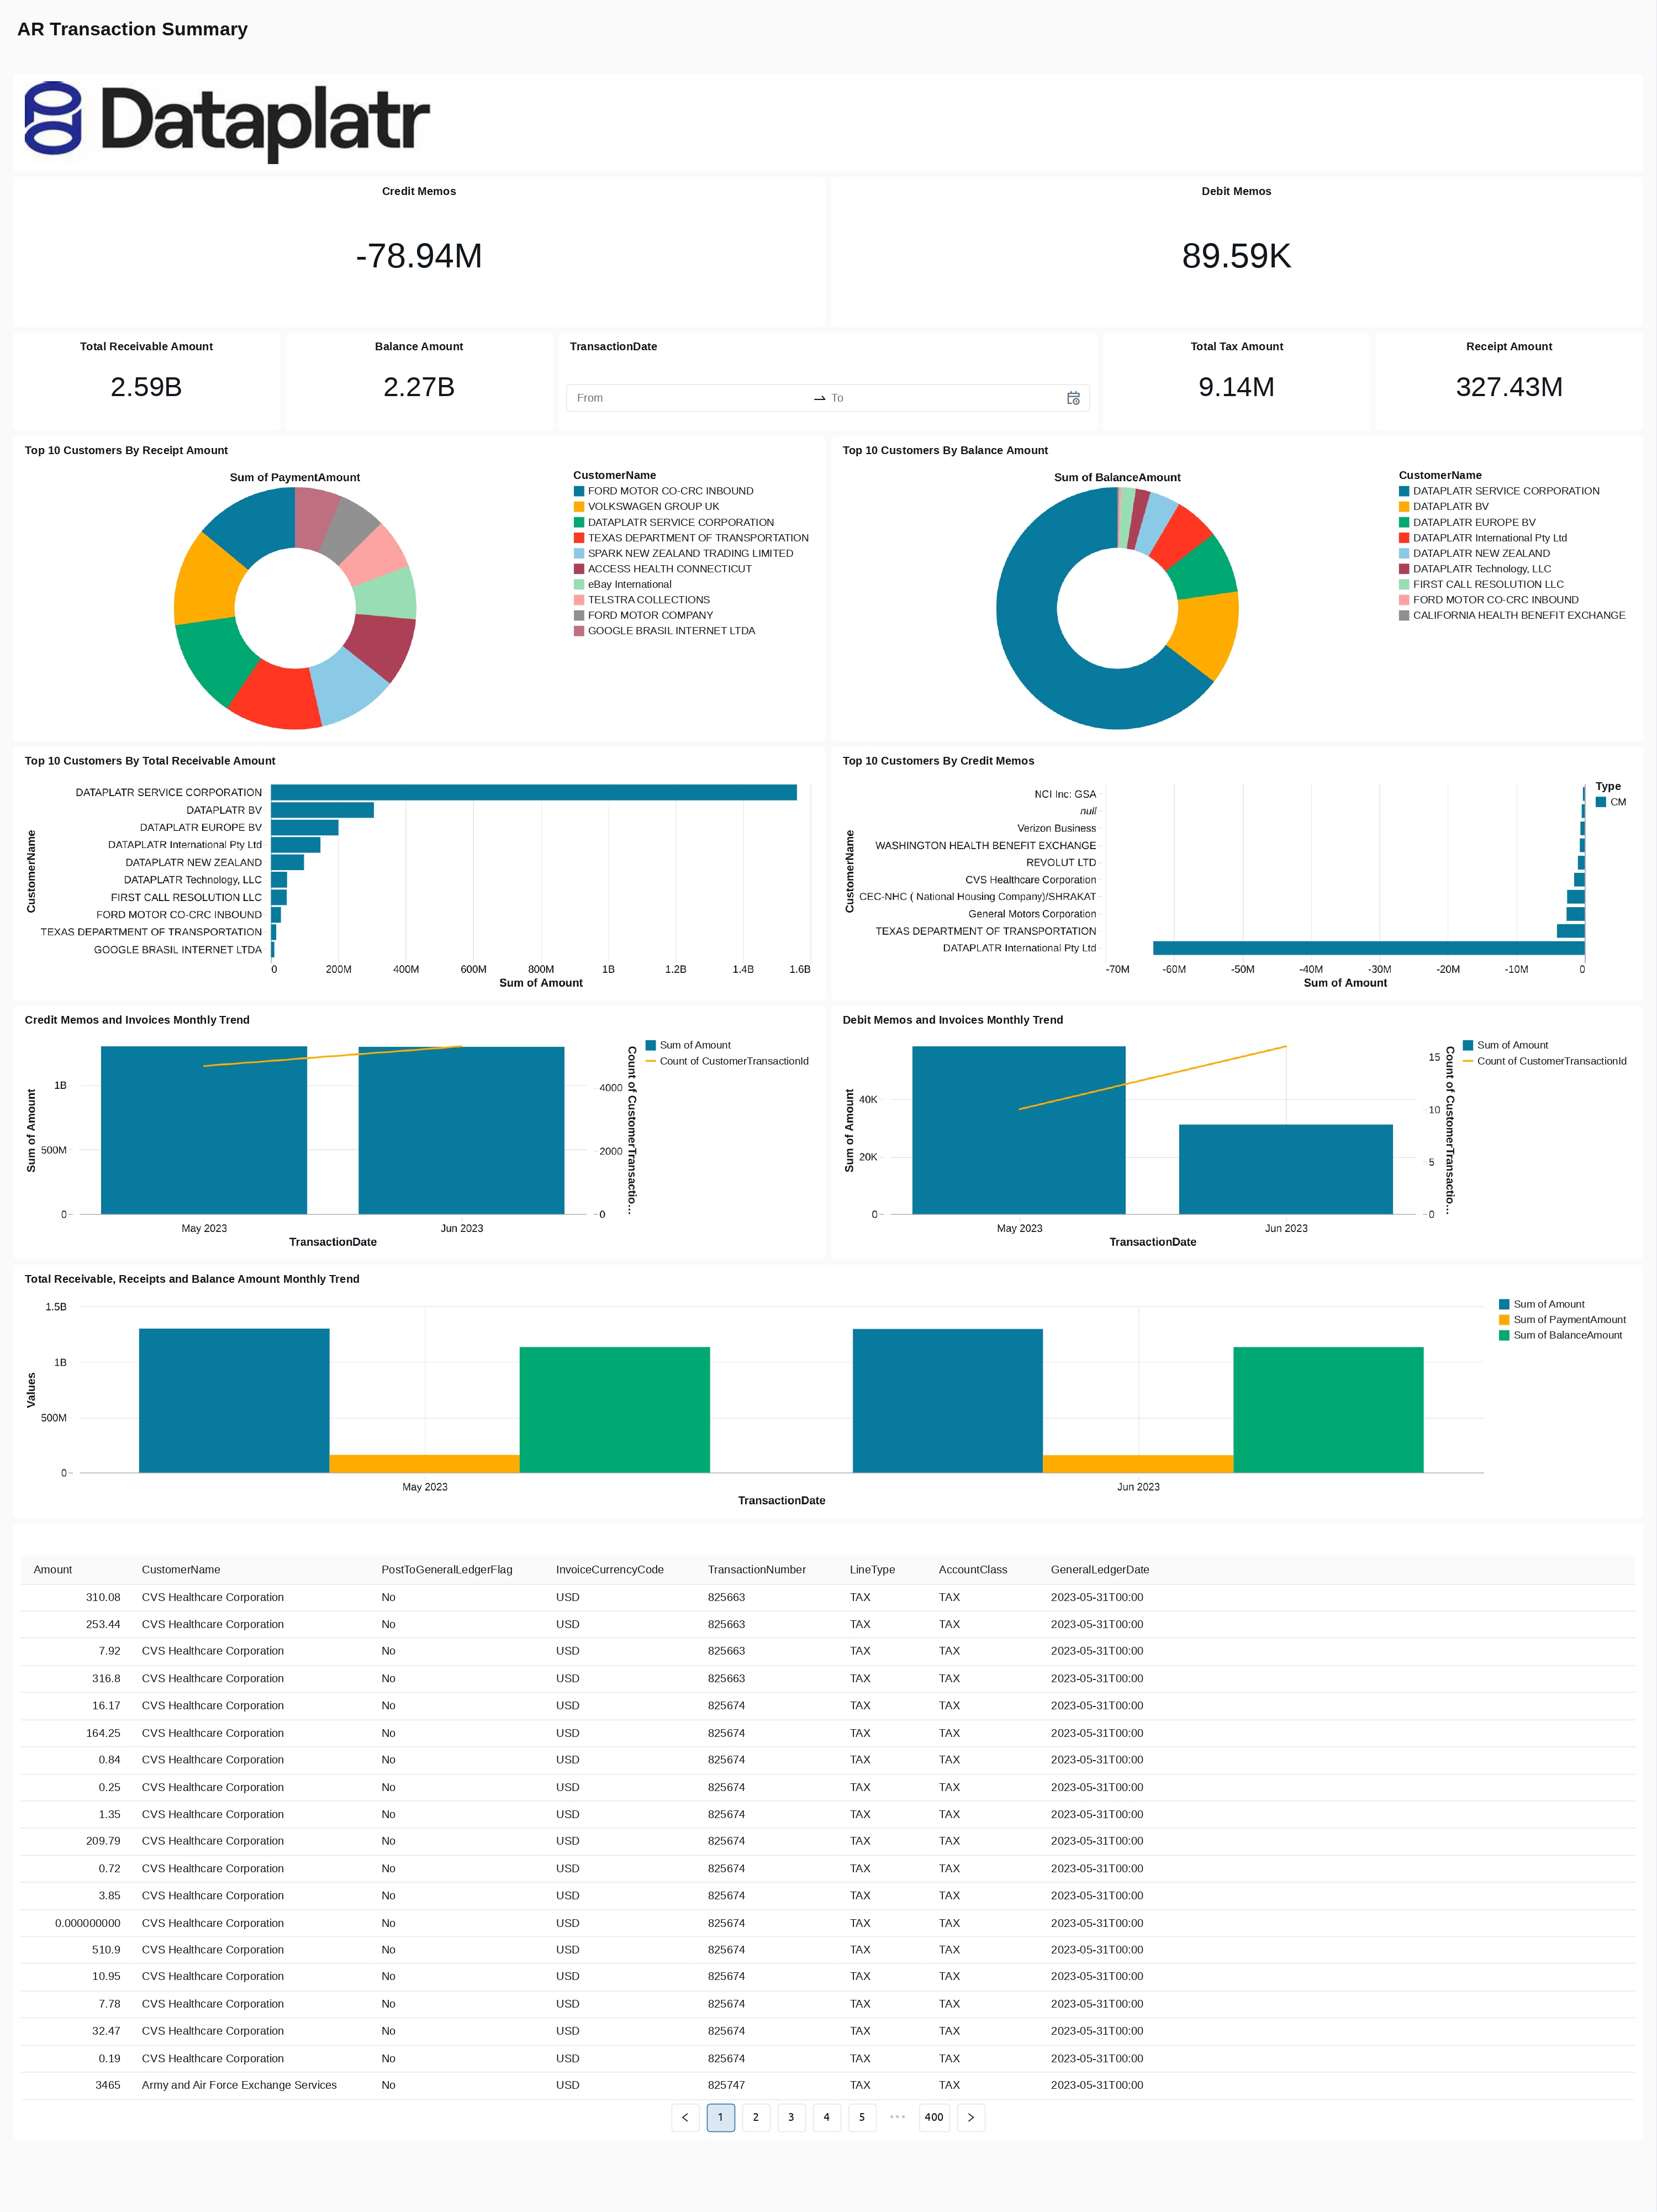 AR Transaction Summary
Dataplatr
Credit Memos
-78.94M
Debit Memos
89.59K
Total Receivable Amount
2.59B
Balance Amount
2.27B
TransactionDate
From → To
Total Tax Amount
9.14M
Receipt Amount
327.43M
Top 10 Customers By Receipt Amount
Sum of PaymentAmount
CustomerName
FORD MOTOR CO-CRC INBOUND
VOLKSWAGEN GROUP UK
DATAPLATR SERVICE CORPORATION
TEXAS DEPARTMENT OF TRANSPORTATION
SPARK NEW ZEALAND TRADING LIMITED
ACCESS HEALTH CONNECTICUT
eBay International
TELSTRA COLLECTIONS
FORD MOTOR COMPANY
GOOGLE BRASIL INTERNET LTDA
Top 10 Customers By Balance Amount
Sum of BalanceAmount
CustomerName
DATAPLATR SERVICE CORPORATION
DATAPLATR BV
DATAPLATR EUROPE BV
DATAPLATR International Pty Ltd
DATAPLATR NEW ZEALAND
DATAPLATR Technology, LLC
FIRST CALL RESOLUTION LLC
FORD MOTOR CO-CRC INBOUND
CALIFORNIA HEALTH BENEFIT EXCHANGE
Top 10 Customers By Total Receivable Amount
CustomerName
DATAPLATR SERVICE CORPORATION
DATAPLATR BV
DATAPLATR EUROPE BV
DATAPLATR International Pty Ltd
DATAPLATR NEW ZEALAND
DATAPLATR Technology, LLC
FIRST CALL RESOLUTION LLC
FORD MOTOR CO-CRC INBOUND
TEXAS DEPARTMENT OF TRANSPORTATION
GOOGLE BRASIL INTERNET LTDA
0 200M 400M 600M 800M 1B 1.2B 1.4B 1.6B
Sum of Amount
Top 10 Customers By Credit Memos
CustomerName
NCI Inc: GSA
null
Verizon Business
WASHINGTON HEALTH BENEFIT EXCHANGE
REVOLUT LTD
CVS Healthcare Corporation
CEC-NHC ( National Housing Company)/SHRAKAT
General Motors Corporation
TEXAS DEPARTMENT OF TRANSPORTATION
DATAPLATR International Pty Ltd
-70M -60M -50M -40M -30M -20M -10M 0
Sum of Amount
Type
CM
Credit Memos and Invoices Monthly Trend
Sum of Amount
1B
500M
0
May 2023 Jun 2023
TransactionDate
4000
2000
0
Count of CustomerTransactio...
Sum of Amount
Count of CustomerTransactionId
Debit Memos and Invoices Monthly Trend
Sum of Amount
40K
20K
0
May 2023 Jun 2023
TransactionDate
15
10
5
0
Count of CustomerTransactio...
Sum of Amount
Count of CustomerTransactionId
Total Receivable, Receipts and Balance Amount Monthly Trend
Values
1.5B
1B
500M
0
May 2023 Jun 2023
TransactionDate
Sum of Amount
Sum of PaymentAmount
Sum of BalanceAmount
Amount CustomerName PostToGeneralLedgerFlag InvoiceCurrencyCode TransactionNumber LineType AccountClass GeneralLedgerDate
310.08 CVS Healthcare Corporation No USD 825663 TAX TAX 2023-05-31T00:00
253.44 CVS Healthcare Corporation No USD 825663 TAX TAX 2023-05-31T00:00
7.92 CVS Healthcare Corporation No USD 825663 TAX TAX 2023-05-31T00:00
316.8 CVS Healthcare Corporation No USD 825663 TAX TAX 2023-05-31T00:00
16.17 CVS Healthcare Corporation No USD 825674 TAX TAX 2023-05-31T00:00
164.25 CVS Healthcare Corporation No USD 825674 TAX TAX 2023-05-31T00:00
0.84 CVS Healthcare Corporation No USD 825674 TAX TAX 2023-05-31T00:00
0.25 CVS Healthcare Corporation No USD 825674 TAX TAX 2023-05-31T00:00
1.35 CVS Healthcare Corporation No USD 825674 TAX TAX 2023-05-31T00:00
209.79 CVS Healthcare Corporation No USD 825674 TAX TAX 2023-05-31T00:00
0.72 CVS Healthcare Corporation No USD 825674 TAX TAX 2023-05-31T00:00
3.85 CVS Healthcare Corporation No USD 825674 TAX TAX 2023-05-31T00:00
0.000000000 CVS Healthcare Corporation No USD 825674 TAX TAX 2023-05-31T00:00
510.9 CVS Healthcare Corporation No USD 825674 TAX TAX 2023-05-31T00:00
10.95 CVS Healthcare Corporation No USD 825674 TAX TAX 2023-05-31T00:00
7.78 CVS Healthcare Corporation No USD 825674 TAX TAX 2023-05-31T00:00
32.47 CVS Healthcare Corporation No USD 825674 TAX TAX 2023-05-31T00:00
0.19 CVS Healthcare Corporation No USD 825674 TAX TAX 2023-05-31T00:00
3465 Army and Air Force Exchange Services No USD 825747 TAX TAX 2023-05-31T00:00
< 1 2 3 4 5 ••• 400 >